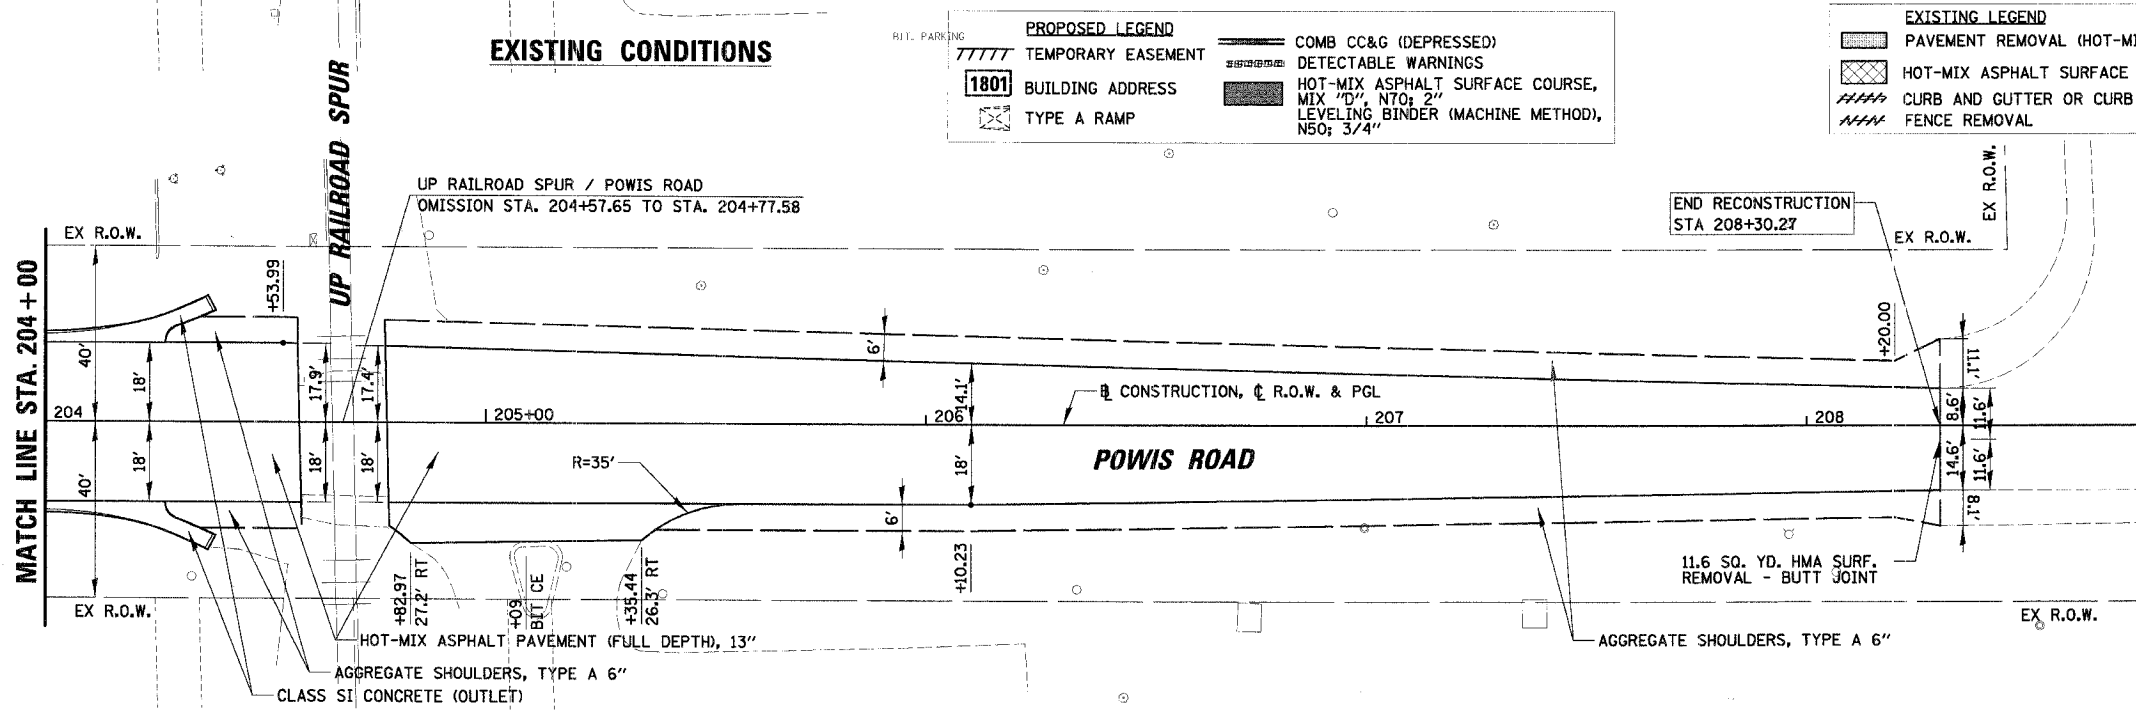 EXISTING CONDITIONS
BIT. PARKING
PROPOSED LEGEND
TEMPORARY EASEMENT
1801 BUILDING ADDRESS
TYPE A RAMP
COMB CC&G (DEPRESSED)
DETECTABLE WARNINGS
HOT-MIX ASPHALT SURFACE COURSE,
MIX "D", N70; 2"
LEVELING BINDER (MACHINE METHOD),
N50; 3/4"
EXISTING LEGEND
PAVEMENT REMOVAL (HOT-MI
HOT-MIX ASPHALT SURFACE
CURB AND GUTTER OR CURB
FENCE REMOVAL
UP RAILROAD SPUR
UP RAILROAD SPUR
UP RAILROAD SPUR / POWIS ROAD
OMISSION STA. 204+57.65 TO STA. 204+77.58
END RECONSTRUCTION
STA 208+30.27
EX R.O.W.
EX R.O.W.
EX R.O.W.
MATCH LINE STA. 204+00
+53.99
+20.00
40'
18'
17.9'
17.4'
6'
14.1'
11.1'
8.6'
11.6'
℄ CONSTRUCTION, ℄ R.O.W. & PGL
204
205+00
206
207
208
40'
18'
18'
18'
R=35'
18'
POWIS ROAD
14.6'
11.6'
6'
8.1'
+82.97
27.2' RT
+09
BIT CE
+35.44
26.3' RT
+10.23
11.6 SQ. YD. HMA SURF.
REMOVAL - BUTT JOINT
EX R.O.W.
EX R.O.W.
HOT-MIX ASPHALT PAVEMENT (FULL DEPTH), 13"
AGGREGATE SHOULDERS, TYPE A 6"
AGGREGATE SHOULDERS, TYPE A 6"
CLASS SI CONCRETE (OUTLET)